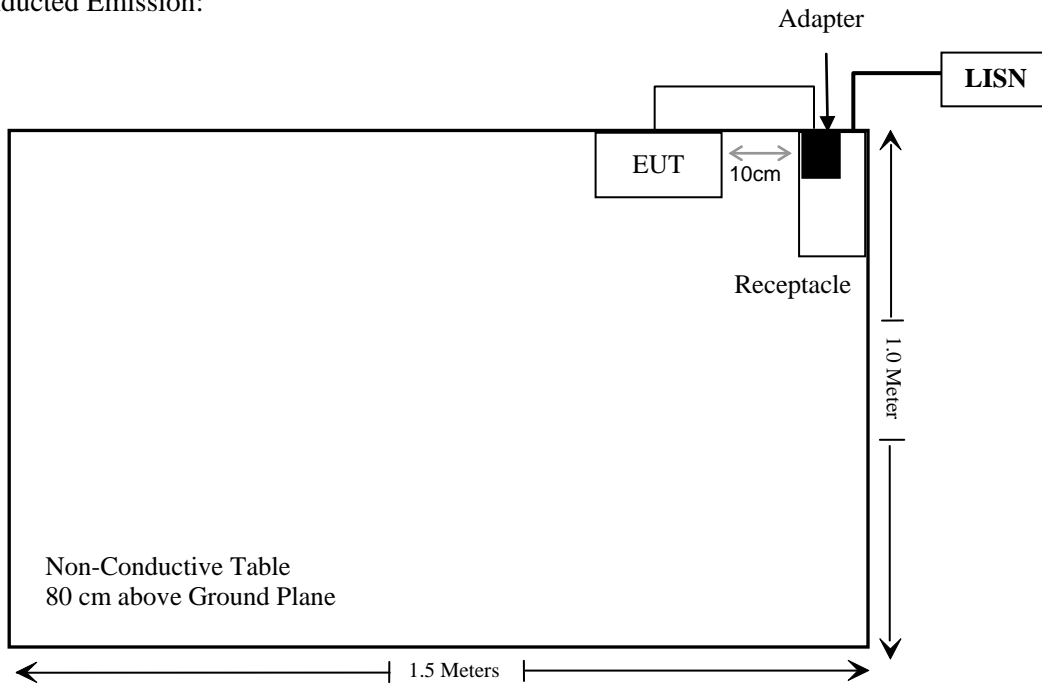 nducted Emission:
Adapter
LISN
EUT
10cm
Receptacle
1.0 Meter
Non-Conductive Table
80 cm above Ground Plane
1.5 Meters